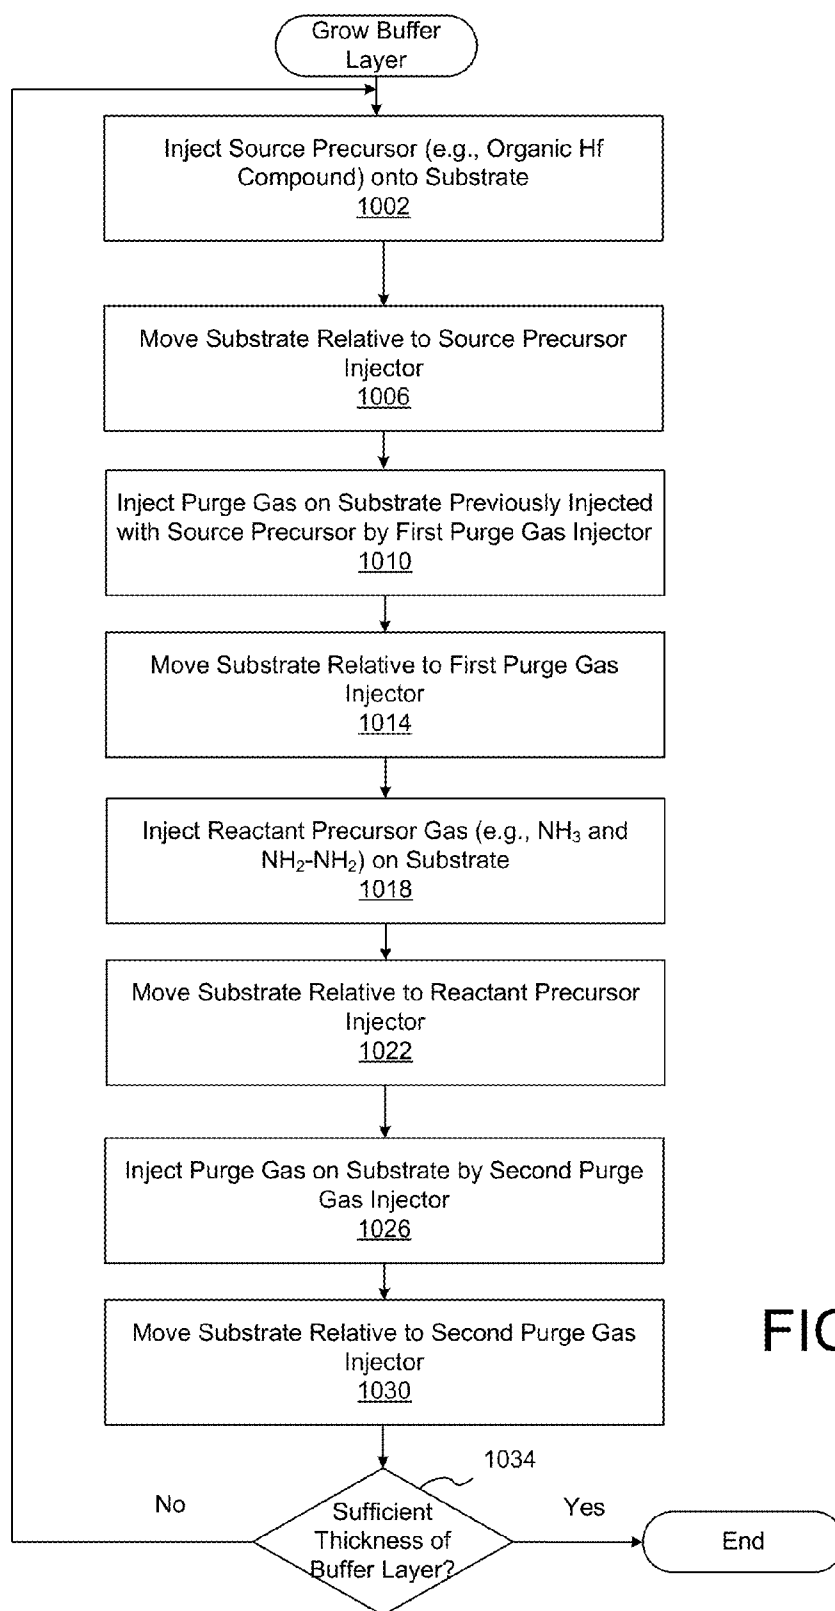 Grow Buffer
Layer
Inject Source Precursor (e.g., Organic Hf
Compound) onto Substrate
1002
Move Substrate Relative to Source Precursor
Injector
1006
Inject Purge Gas on Substrate Previously Injected
with Source Precursor by First Purge Gas Injector
1010
Move Substrate Relative to First Purge Gas
Injector
1014
Inject Reactant Precursor Gas (e.g., NH₃ and
NH₂-NH₂) on Substrate
1018
Move Substrate Relative to Reactant Precursor
Injector
1022
Inject Purge Gas on Substrate by Second Purge
Gas Injector
1026
Move Substrate Relative to Second Purge Gas
Injector
1030
1034
No
Sufficient
Thickness of
Buffer Layer?
Yes
End